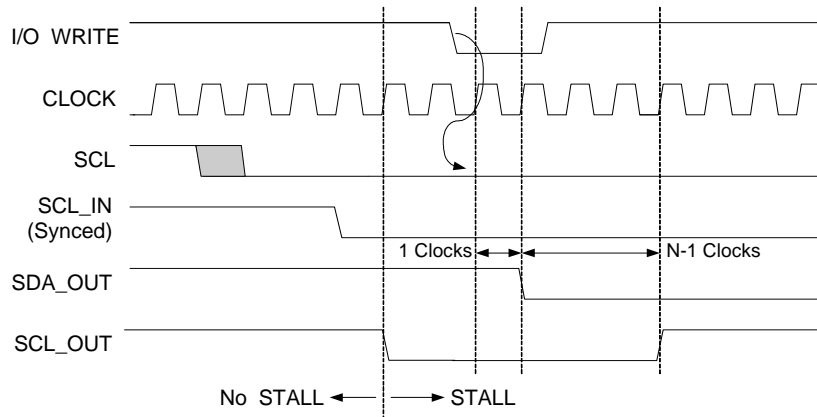 I/O WRITE
CLOCK
SCL
SCL_IN
(Synced)
1 Clocks
N-1 Clocks
SDA_OUT
SCL_OUT
No STALL
STALL